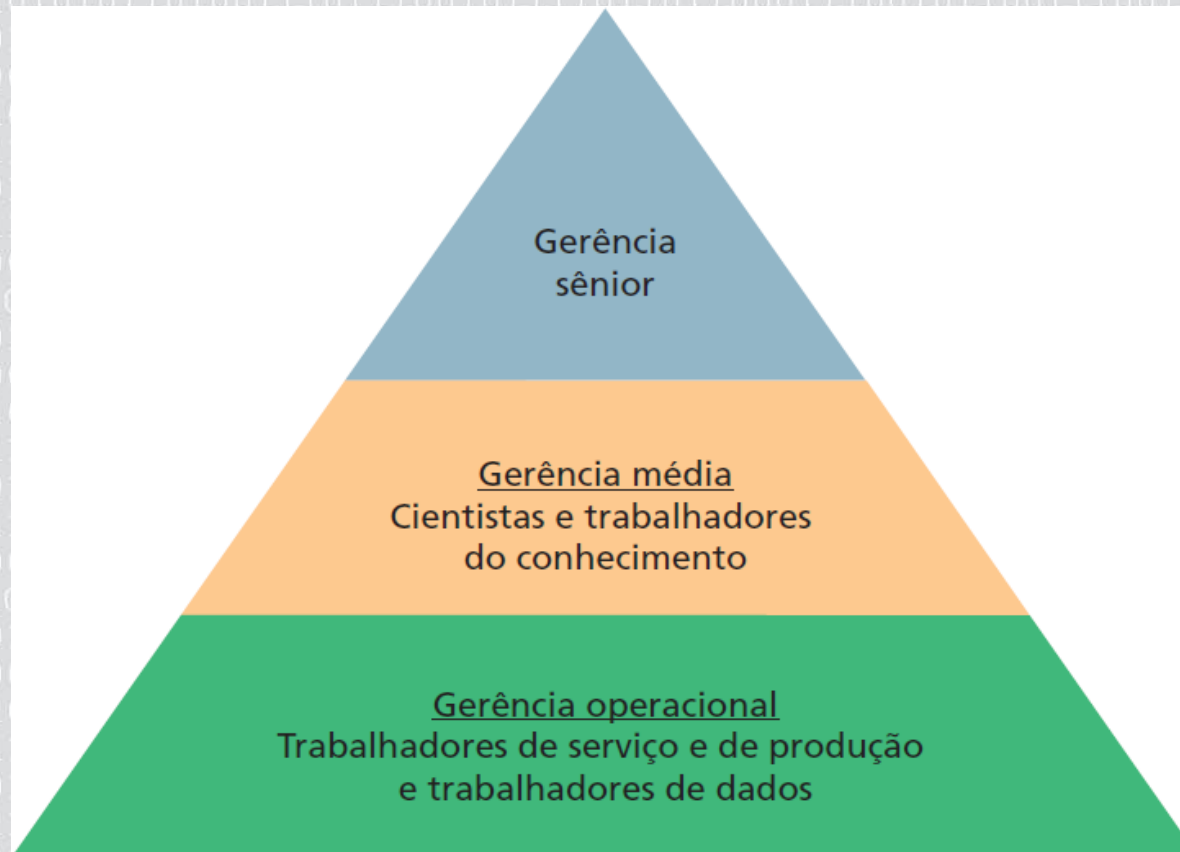 Gerência
sênior
Gerência média
Cientistas e trabalhadores
do conhecimento
Gerência operacional
Trabalhadores de serviço e de produção
e trabalhadores de dados